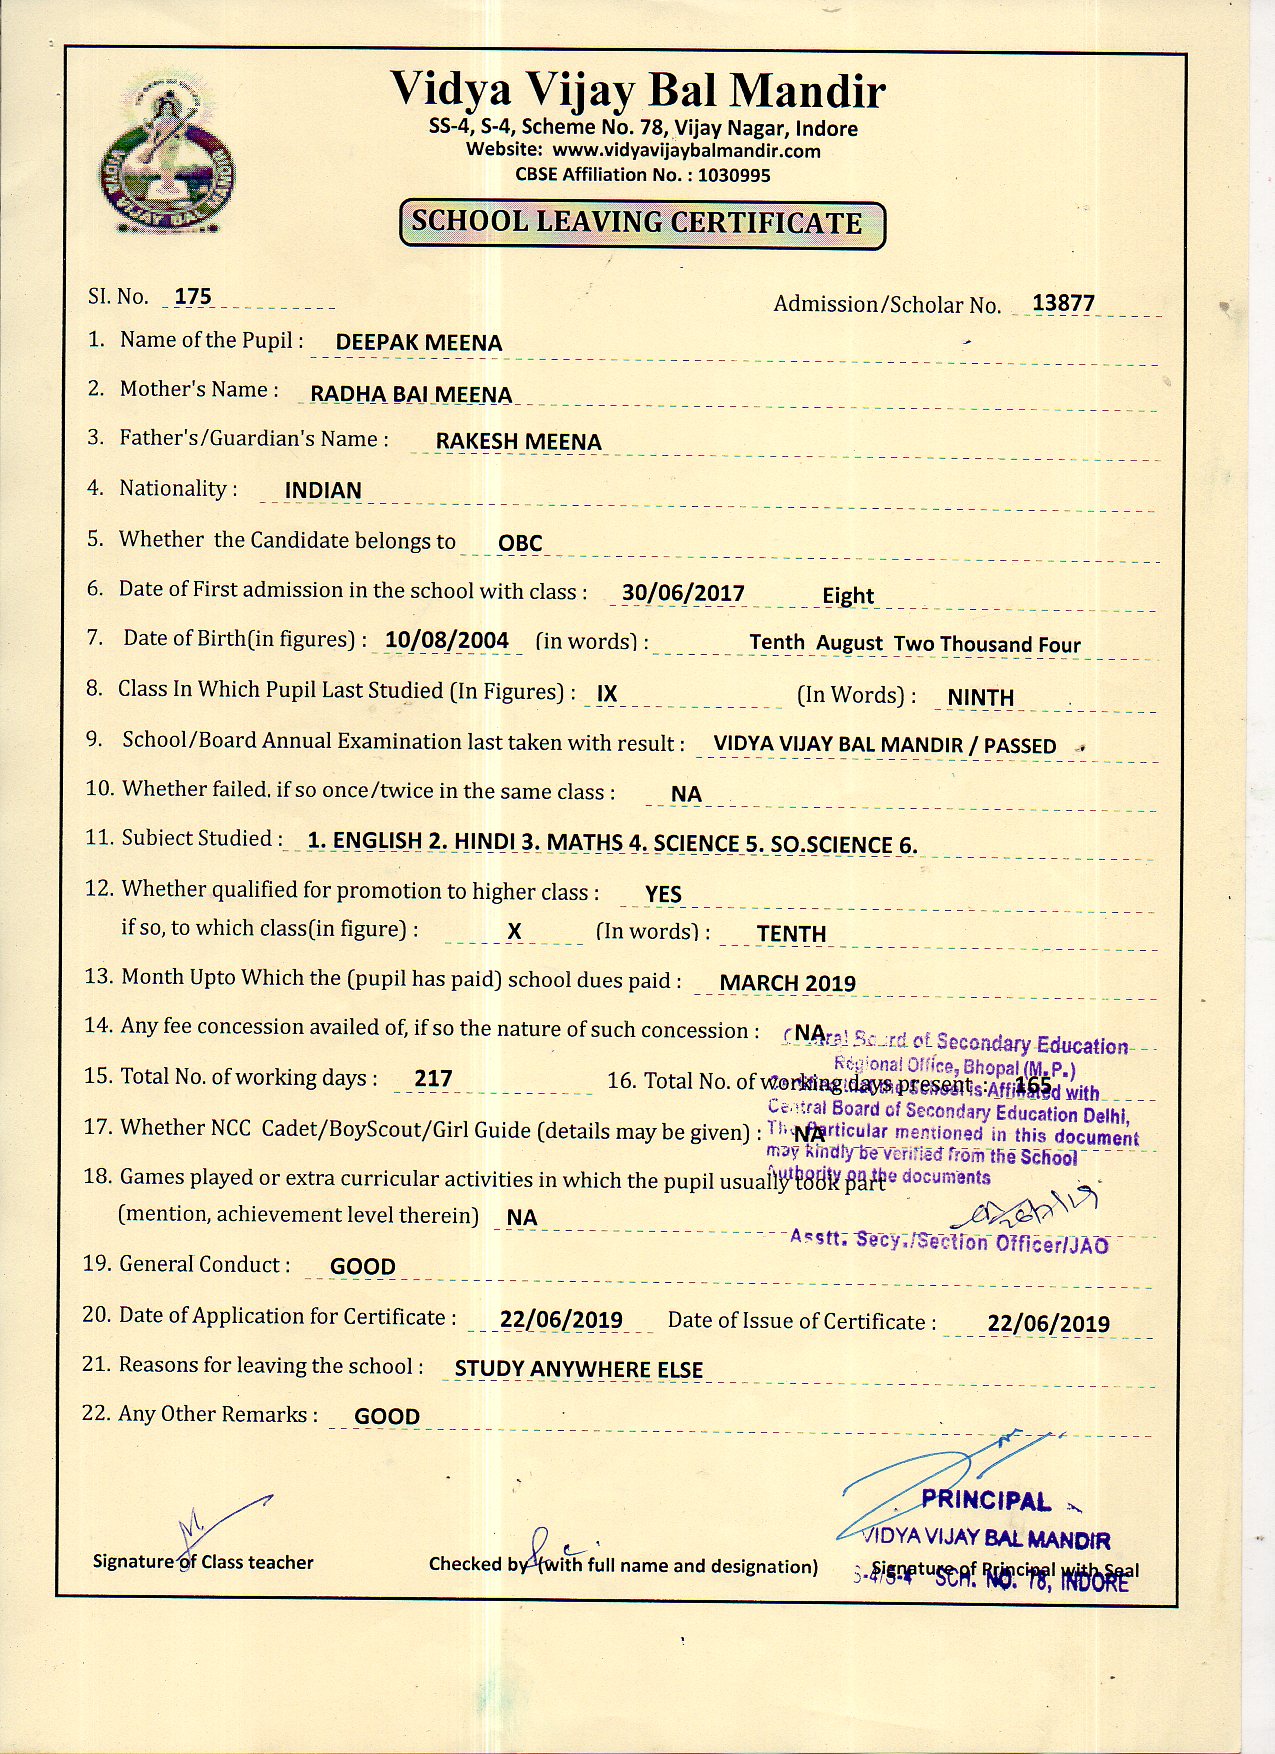 Vidya Vijay Bal Mandir
SS-4, S-4, Scheme No. 78, Vijay Nagar, Indore
Website: www.vidyavijaybalmandir.com
CBSE Affiliation No. : 1030995
VIDYA VIJAY BAL
SCHOOL LEAVING CERTIFICATE
SI. No. 175 Admission/Scholar No. 13877
1. Name of the Pupil : DEEPAK MEENA
2. Mother's Name : RADHA BAI MEENA
3. Father's/Guardian's Name : RAKESH MEENA
4. Nationality : INDIAN
5. Whether the Candidate belongs to OBC
6. Date of First admission in the school with class : 30/06/2017 Eight
7. Date of Birth(in figures) : 10/08/2004 (in words) : Tenth August Two Thousand Four
8. Class In Which Pupil Last Studied (In Figures) : IX (In Words) : NINTH
9. School/Board Annual Examination last taken with result : VIDYA VIJAY BAL MANDIR / PASSED
10. Whether failed, if so once/twice in the same class : NA
11. Subject Studied : 1. ENGLISH 2. HINDI 3. MATHS 4. SCIENCE 5. SO.SCIENCE 6.
12. Whether qualified for promotion to higher class : YES
if so, to which class(in figure) : X (In words) : TENTH
13. Month Upto Which the (pupil has paid) school dues paid : MARCH 2019
14. Any fee concession availed of, if so the nature of such concession : NA
15. Total No. of working days : 217 16. Total No. of working days present : 165
17. Whether NCC Cadet/BoyScout/Girl Guide (details may be given) : NA
18. Games played or extra curricular activities in which the pupil usually took part
(mention, achievement level therein) NA
Central Board of Secondary Education
Regional Office, Bhopal (M.P.)
the School is Affiliated with
Central Board of Secondary Education Delhi,
The Particular mentioned in this document
may kindly be verified from the School
Authority on the documents
Asstt. Secy./Section Officer/JAO
19. General Conduct : GOOD
20. Date of Application for Certificate : 22/06/2019 Date of Issue of Certificate : 22/06/2019
21. Reasons for leaving the school : STUDY ANYWHERE ELSE
22. Any Other Remarks : GOOD
PRINCIPAL
VIDYA VIJAY BAL MANDIR
S-4/S-4 SCH. NO. 78, INDORE
Signature of Class teacher Checked by (with full name and designation) Signature of Principal with Seal